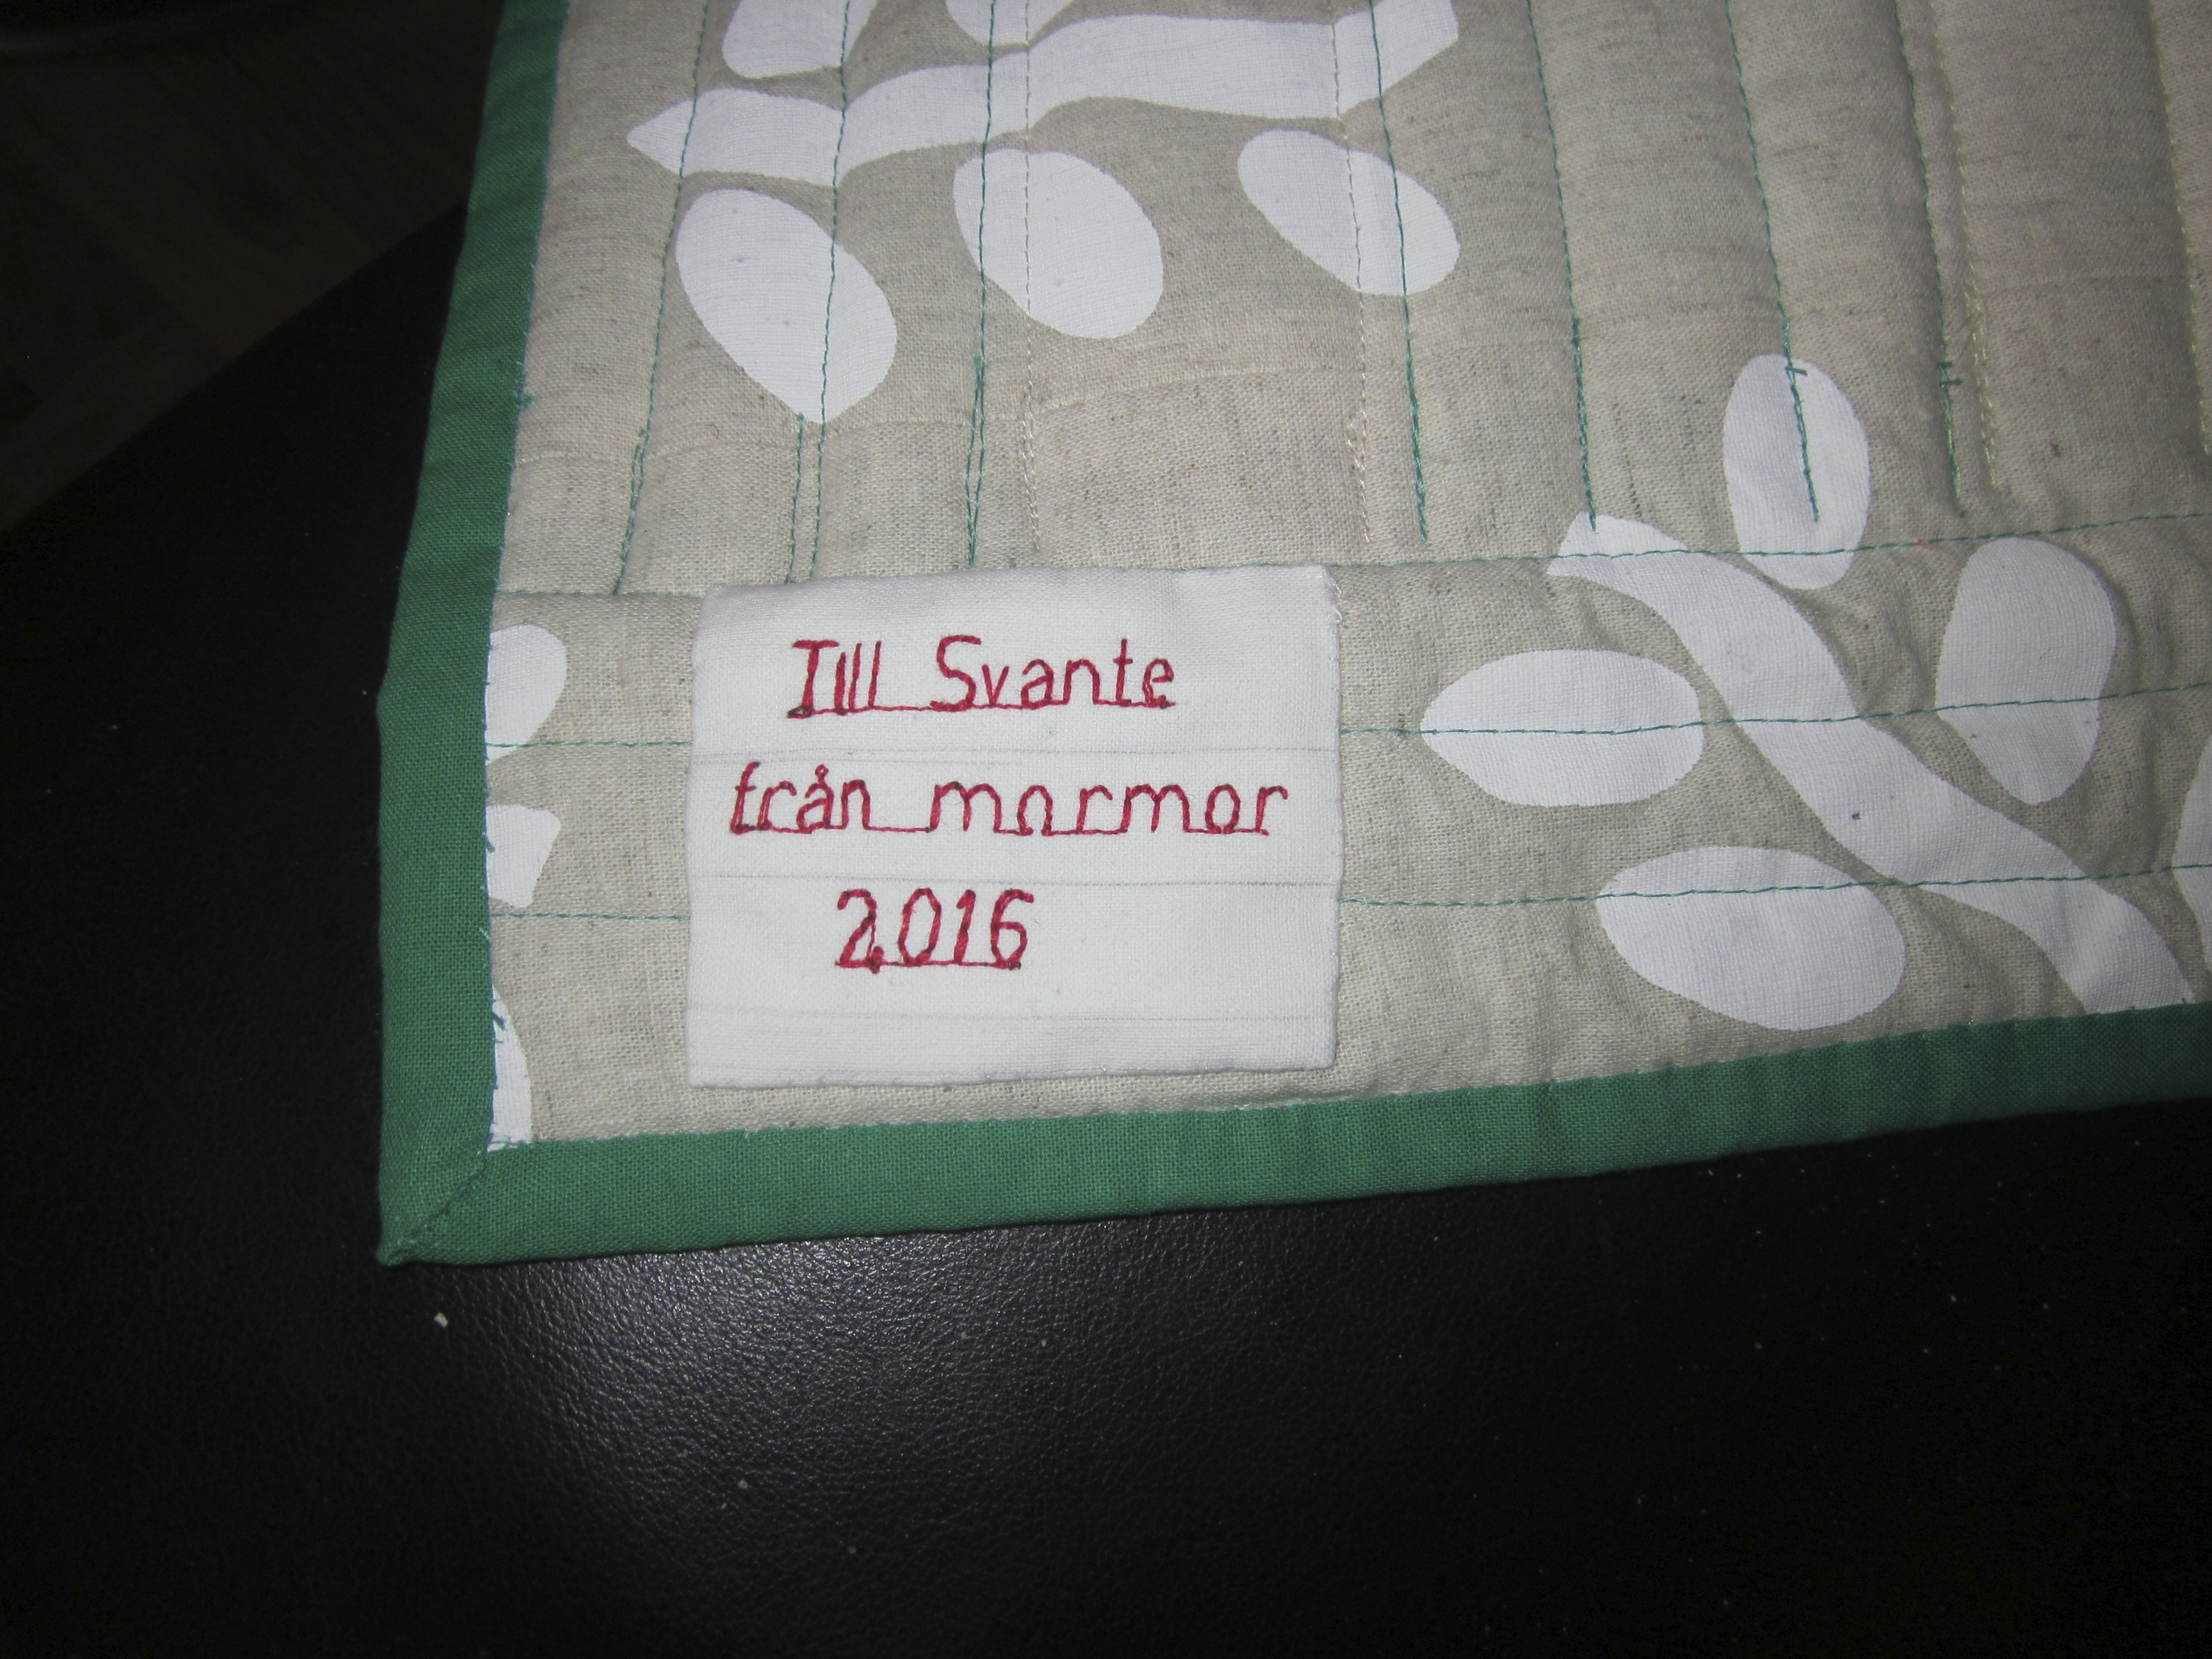 Till Svante
från mormor
2016